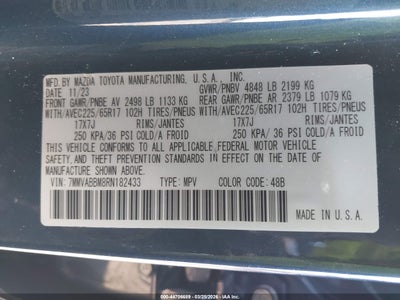 MFD. BY MAZDA TOYOTA MANUFACTURING, U.S.A., INC.
DATE 11/23 GVWR/PNBV 4848 LB 2199 KG
FRONT GAWR/PNBE AV 2498 LB 1133 KG REAR GAWR/PNBE AR 2379 LB 1079 KG
WITH/AVEC225/65R17 102H TIRES/PNEUS WITH/AVEC225/65R17 102H TIRES/PNEUS
17X7J RIMS/JANTES 17X7J RIMS/JANTES
250 KPA/ 36 PSI COLD/A FROID 250 KPA/ 36 PSI COLD/A FROID
THIS VEHICLE CONFORMS TO ALL APPLICABLE FEDERAL MOTOR
VEHICLE SAFETY, BUMPER, AND THEFT PREVENTION STANDARDS
IN EFFECT ON THE DATE OF MANUFACTURE SHOWN ABOVE.
VIN: 7MMVABBM8RN182433 TYPE: MPV COLOR CODE: 48B